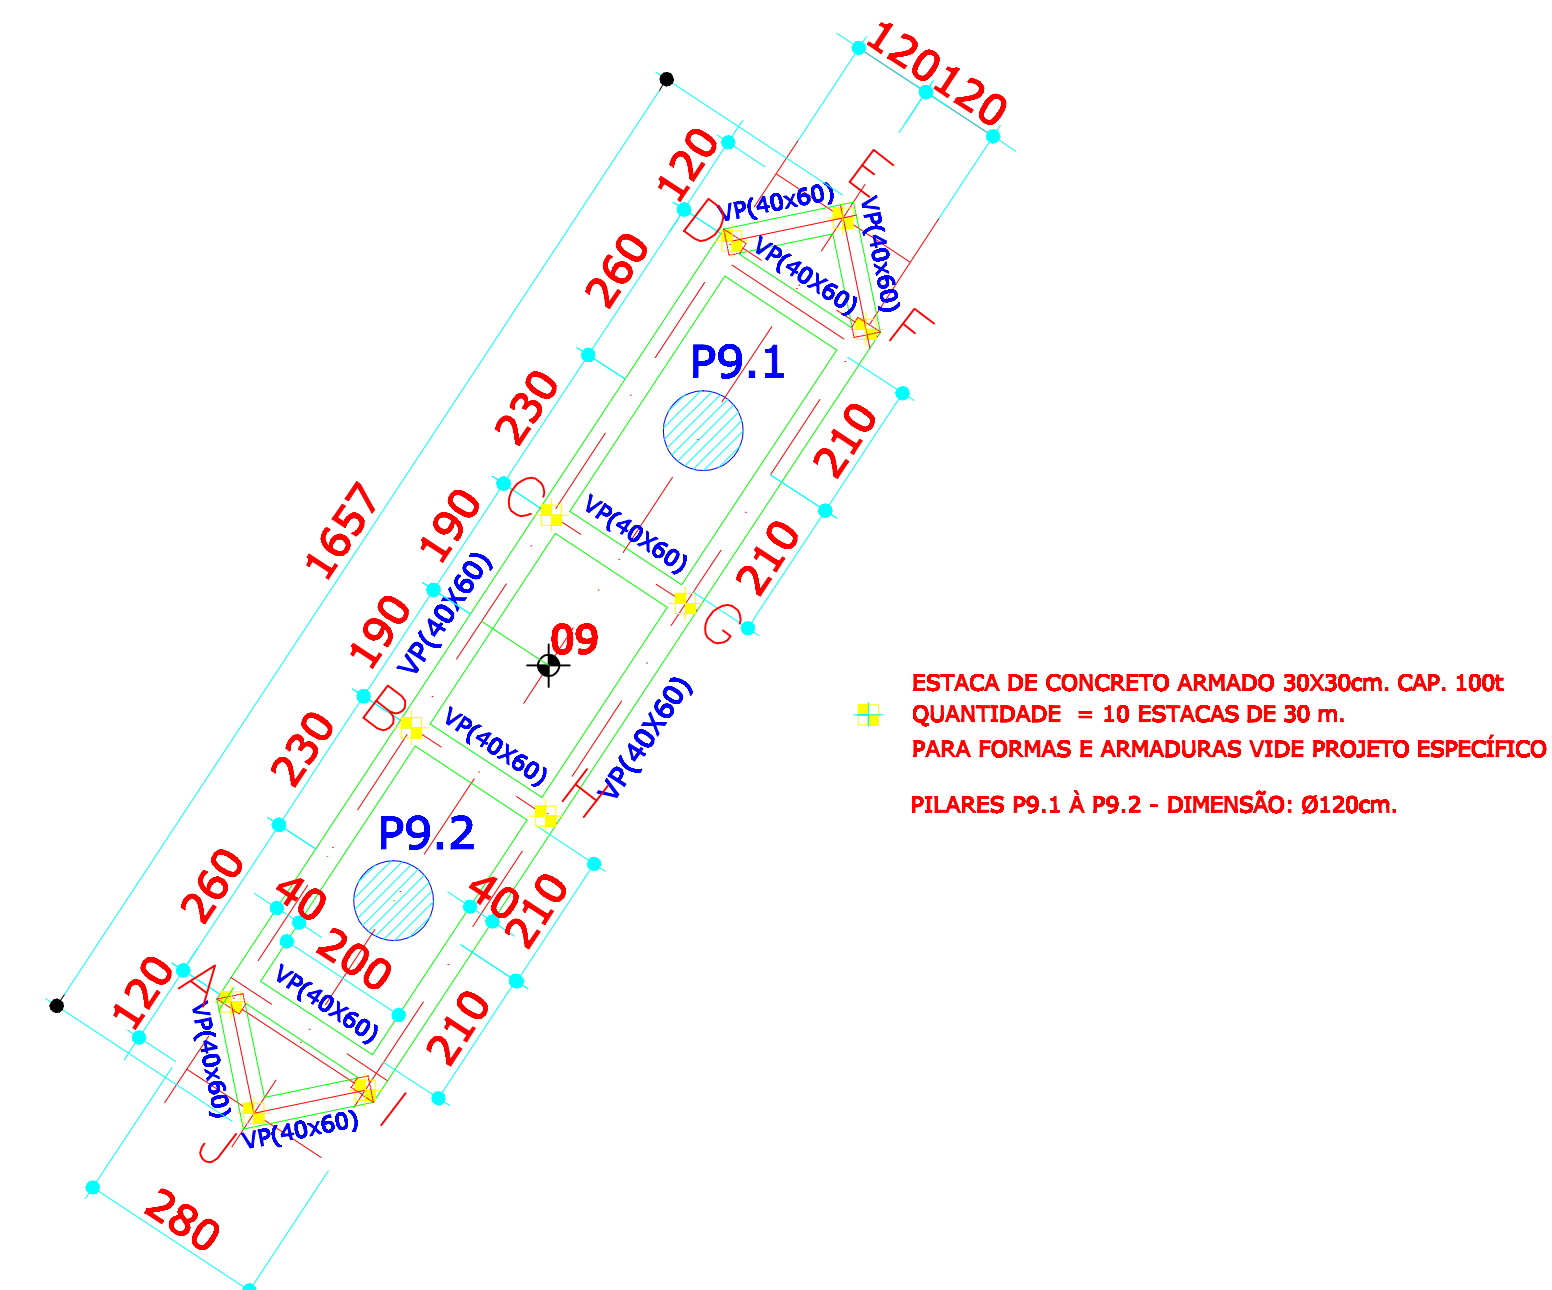 120
120
120
E
VP(40x60)
D
VP(40x60)
VP(40X60)
260
F
P9.1
230
210
C
1657
190
VP(40X60)
210
VP(40X60)
G
190
09
B
VP(40X60)
VP(40X60)
H
230
P9.2
260
40
40
210
200
120
A
VP(40X60)
VP(40x60)
210
I
VP(40x60)
J
280
ESTACA DE CONCRETO ARMADO 30X30cm. CAP. 100t
QUANTIDADE = 10 ESTACAS DE 30 m.
PARA FORMAS E ARMADURAS VIDE PROJETO ESPECÍFICO
PILARES P9.1 À P9.2 - DIMENSÃO: Ø120cm.